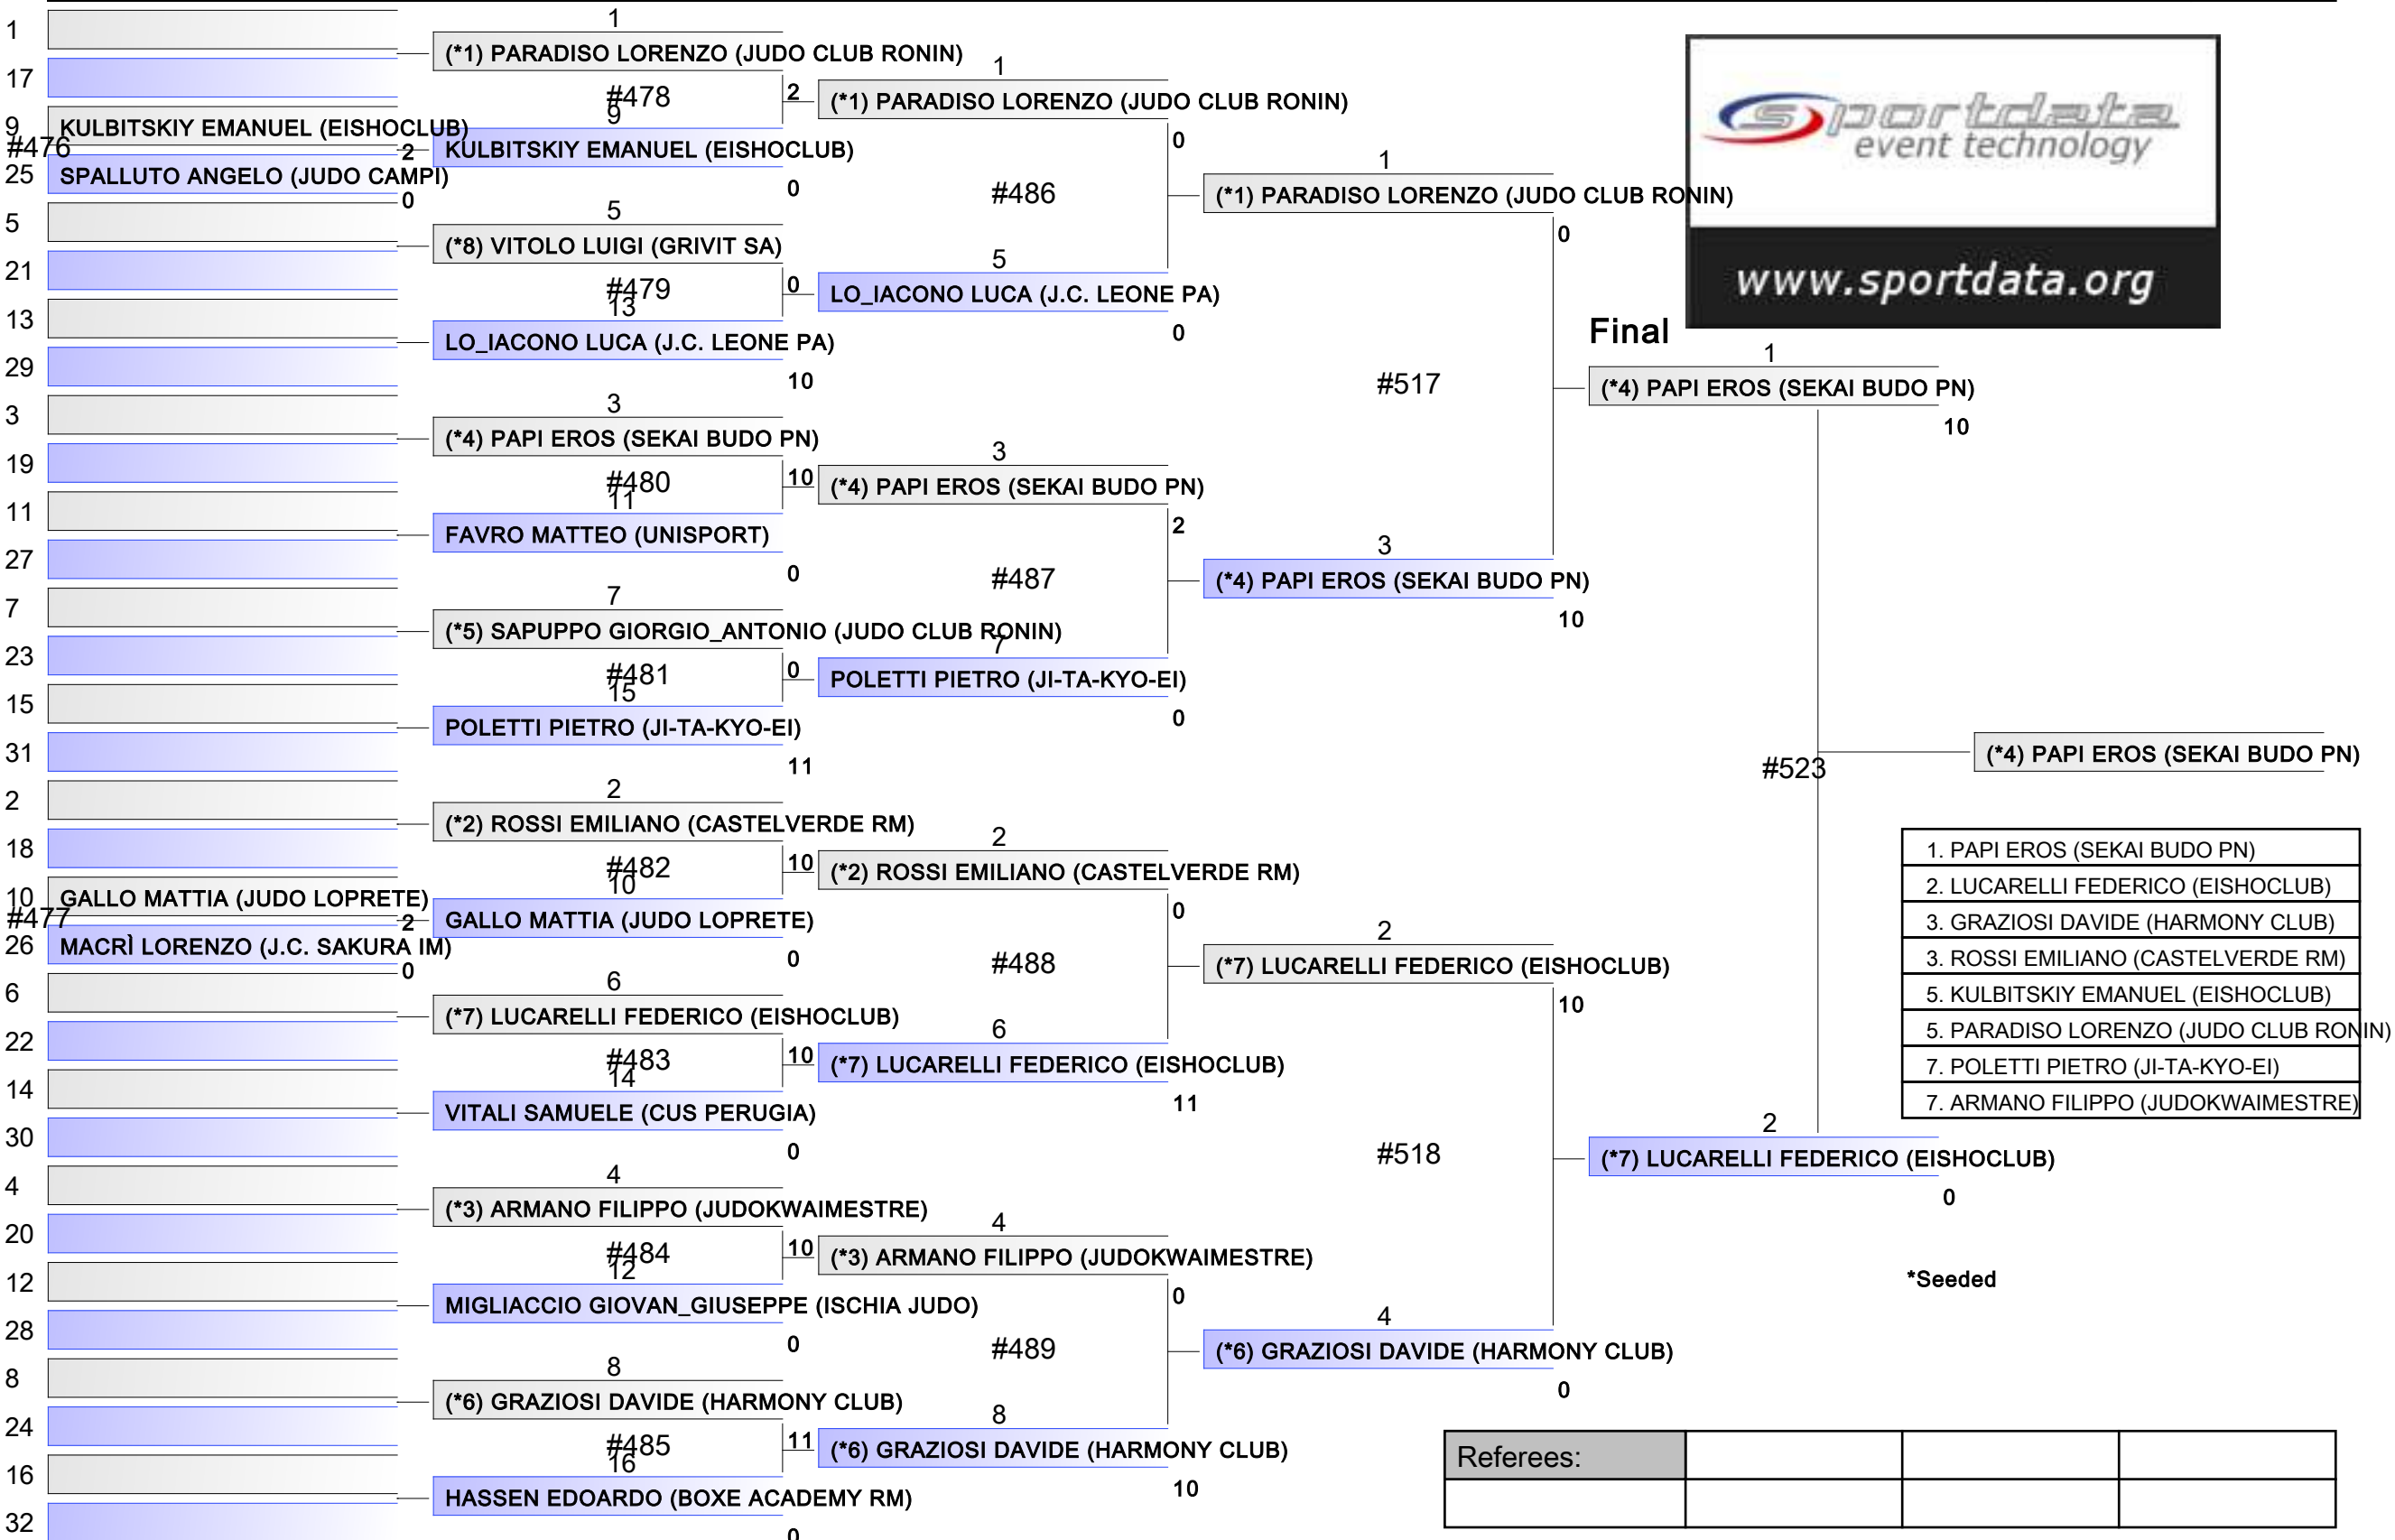 1
17
9
#476
25
KULBITSKIY EMANUEL (EISHOCLUB)
2
SPALLUTO ANGELO (JUDO CAMPI)
0
5
21
13
29
3
19
11
27
7
23
15
31
2
18
10
#477
26
GALLO MATTIA (JUDO LOPRETE)
2
MACRÌ LORENZO (J.C. SAKURA IM)
0
6
22
14
30
4
20
12
28
8
24
16
32
1
(*1) PARADISO LORENZO (JUDO CLUB RONIN)
#478
2
9
KULBITSKIY EMANUEL (EISHOCLUB)
0
5
(*8) VITOLO LUIGI (GRIVIT SA)
#479
0
13
LO_IACONO LUCA (J.C. LEONE PA)
10
3
(*4) PAPI EROS (SEKAI BUDO PN)
#480
10
11
FAVRO MATTEO (UNISPORT)
0
7
(*5) SAPUPPO GIORGIO_ANTONIO (JUDO CLUB RONIN)
#481
0
15
POLETTI PIETRO (JI-TA-KYO-EI)
11
2
(*2) ROSSI EMILIANO (CASTELVERDE RM)
#482
10
10
GALLO MATTIA (JUDO LOPRETE)
0
6
(*7) LUCARELLI FEDERICO (EISHOCLUB)
#483
10
14
VITALI SAMUELE (CUS PERUGIA)
0
4
(*3) ARMANO FILIPPO (JUDOKWAIMESTRE)
#484
10
12
MIGLIACCIO GIOVAN_GIUSEPPE (ISCHIA JUDO)
0
8
(*6) GRAZIOSI DAVIDE (HARMONY CLUB)
#485
11
16
HASSEN EDOARDO (BOXE ACADEMY RM)
0
1
(*1) PARADISO LORENZO (JUDO CLUB RONIN)
0
#486
5
LO_IACONO LUCA (J.C. LEONE PA)
0
3
(*4) PAPI EROS (SEKAI BUDO PN)
2
#487
7
POLETTI PIETRO (JI-TA-KYO-EI)
0
2
(*2) ROSSI EMILIANO (CASTELVERDE RM)
0
#488
6
(*7) LUCARELLI FEDERICO (EISHOCLUB)
11
4
(*3) ARMANO FILIPPO (JUDOKWAIMESTRE)
0
#489
8
(*6) GRAZIOSI DAVIDE (HARMONY CLUB)
10
1
(*1) PARADISO LORENZO (JUDO CLUB RONIN)
0
#517
3
(*4) PAPI EROS (SEKAI BUDO PN)
10
2
(*7) LUCARELLI FEDERICO (EISHOCLUB)
10
#518
4
(*6) GRAZIOSI DAVIDE (HARMONY CLUB)
0
sportdata
event technology
www.sportdata.org
Final
1
(*4) PAPI EROS (SEKAI BUDO PN)
10
#523
2
(*7) LUCARELLI FEDERICO (EISHOCLUB)
0
(*4) PAPI EROS (SEKAI BUDO PN)
1. PAPI EROS (SEKAI BUDO PN)
2. LUCARELLI FEDERICO (EISHOCLUB)
3. GRAZIOSI DAVIDE (HARMONY CLUB)
3. ROSSI EMILIANO (CASTELVERDE RM)
5. KULBITSKIY EMANUEL (EISHOCLUB)
5. PARADISO LORENZO (JUDO CLUB RONIN)
7. POLETTI PIETRO (JI-TA-KYO-EI)
7. ARMANO FILIPPO (JUDOKWAIMESTRE)
*Seeded
Referees: